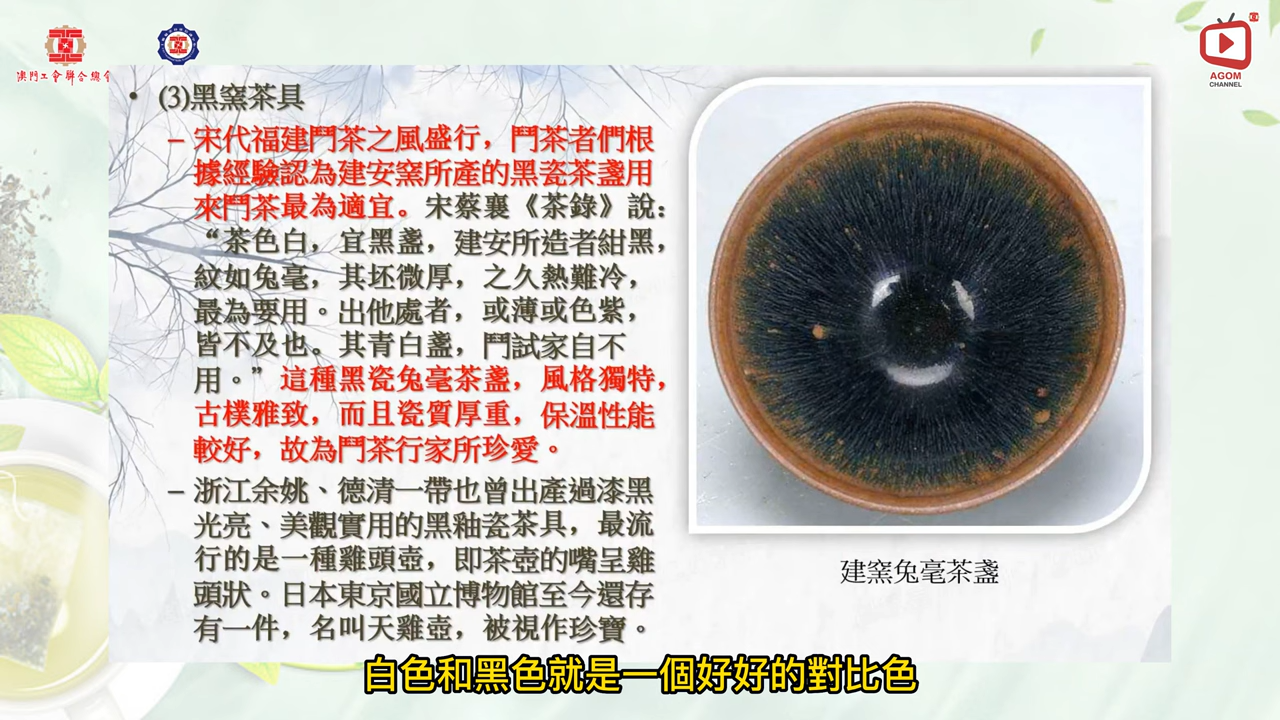 澳門工會聯合總會
AGOM
CHANNEL
• (3)黑窯茶具
– 宋代福建鬥茶之風盛行，鬥茶者們根
據經驗認為建安窯所產的黑瓷茶盞用
來鬥茶最為適宜。宋蔡襄《茶錄》說：
“茶色白，宜黑盞，建安所造者紺黑，
紋如兔毫，其坯微厚，之久熱難冷，
最為要用。出他處者，或薄或色紫，
皆不及也。其青白盞，鬥試家自不
用。”這種黑瓷兔毫茶盞，風格獨特，
古樸雅致，而且瓷質厚重，保溫性能
較好，故為鬥茶行家所珍愛。
– 浙江余姚、德清一帶也曾出產過漆黑
光亮、美觀實用的黑釉瓷茶具，最流
行的是一種雞頭壺，即茶壺的嘴呈雞
頭狀。日本東京國立博物館至今還存
有一件，名叫天雞壺，被視作珍寶。
建窯兔毫茶盞
白色和黑色就是一個好好的對比色